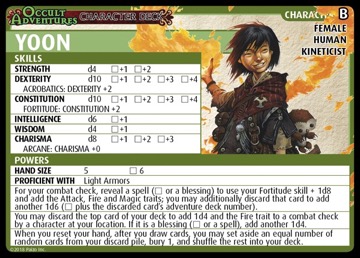 OCCULT ADVENTURES CHARACTER DECK CHARACTER B
YOON
FEMALE
HUMAN
KINETICIST
SKILLS
STRENGTH d4 □+1 □+2
DEXTERITY d10 □+1 □+2 □+3 □+4
ACROBATICS: DEXTERITY +2
CONSTITUTION d10 □+1 □+2 □+3 □+4
FORTITUDE: CONSTITUTION +2
INTELLIGENCE d6 □+1 □+2
WISDOM d4 □+1 □+2
CHARISMA d8 □+1 □+2 □+3
ARCANE: CHARISMA +0
POWERS
HAND SIZE 5 □ 6
PROFICIENT WITH Light Armors
For your combat check, reveal a spell (□ or a blessing) to use your Fortitude skill + 1d8
and add the Attack, Fire and Magic traits; you may additionally discard that card to add
another 1d6 (□ plus the discarded card's adventure deck number).
You may discard the top card of your deck to add 1d4 and the Fire trait to a combat check
by a character at your location. If it is a blessing (□ or a spell), add another 1d4.
When you reset your hand, after you draw cards, you may set aside an equal number of
random cards from your discard pile, bury 1, and shuffle the rest into your deck.
©2016 Paizo Inc.